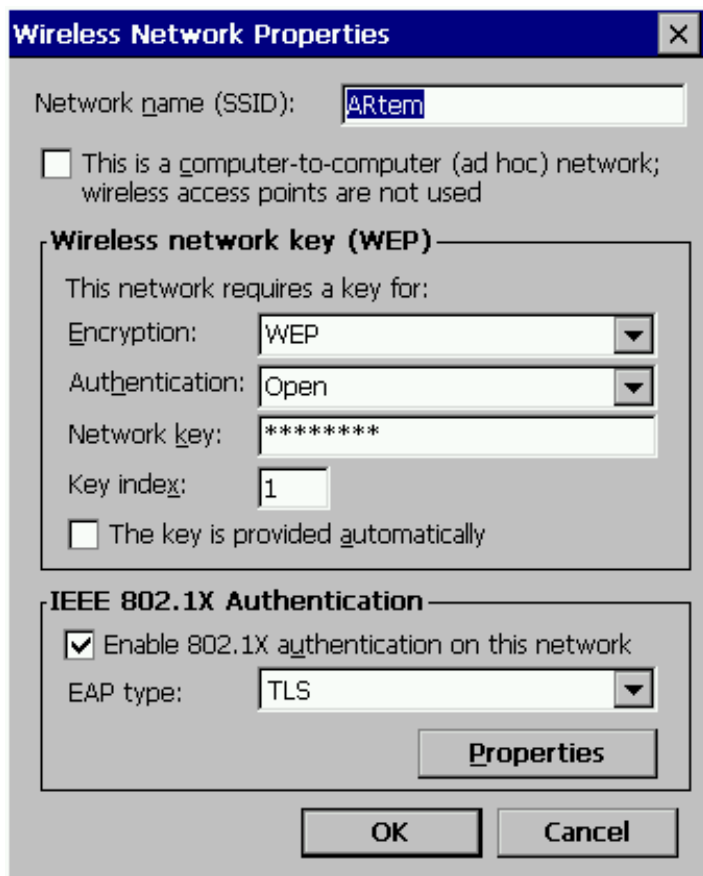 Wireless Network Properties
Network name (SSID): ARtem
This is a computer-to-computer (ad hoc) network;
wireless access points are not used
Wireless network key (WEP)
This network requires a key for:
Encryption: WEP
Authentication: Open
Network key: ********
Key index: 1
The key is provided automatically
IEEE 802.1X Authentication
Enable 802.1X authentication on this network
EAP type: TLS
Properties
OK Cancel